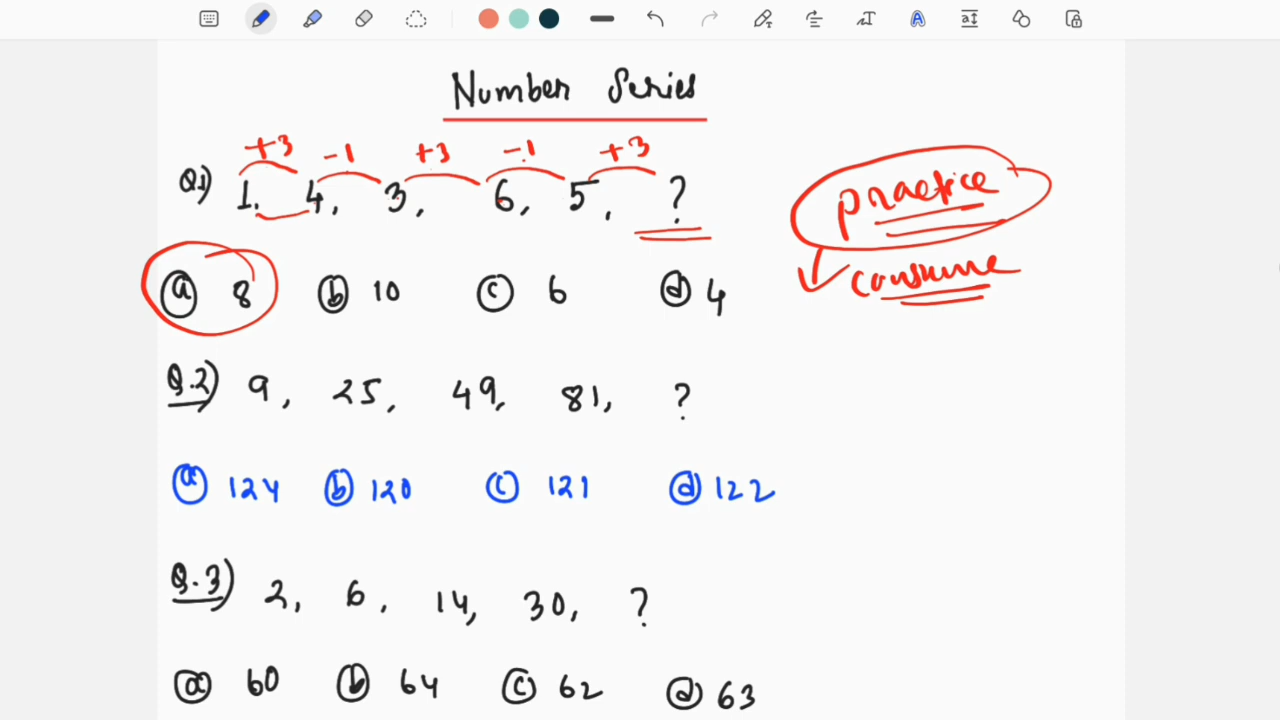 Number Series
+3 -1 +3 -1 +3
Q1) 1, 4, 3, 6, 5, ?
practice
consume
(a) 8 (b) 10 (c) 6 (d) 4
Q.2) 9, 25, 49, 81, ?
(a) 124 (b) 120 (c) 121 (d) 122
Q.3) 2, 6, 14, 30, ?
(a) 60 (b) 64 (c) 62 (d) 63